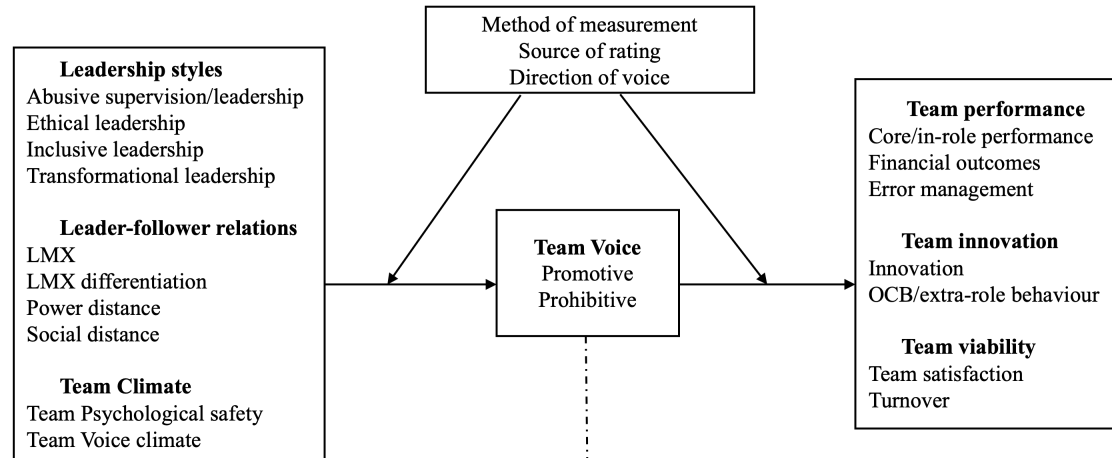 Method of measurement
Source of rating
Direction of voice
Leadership styles
Abusive supervision/leadership
Ethical leadership
Inclusive leadership
Transformational leadership
Leader-follower relations
LMX
LMX differentiation
Power distance
Social distance
Team Climate
Team Psychological safety
Team Voice climate
Team Voice
Promotive
Prohibitive
Team performance
Core/in-role performance
Financial outcomes
Error management
Team innovation
Innovation
OCB/extra-role behaviour
Team viability
Team satisfaction
Turnover